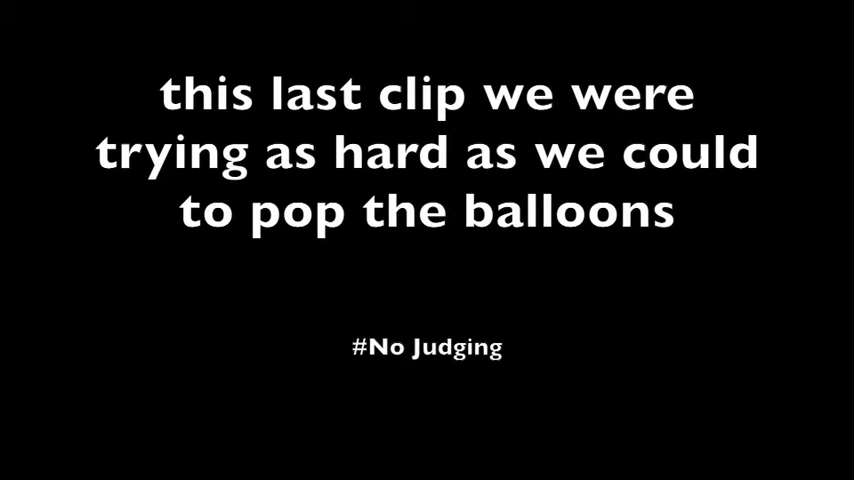 this last clip we were
trying as hard as we could
to pop the balloons
#No Judging